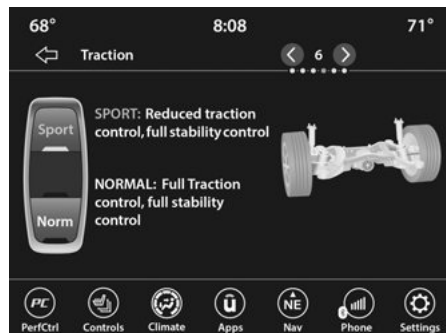 68° 8:08 71°
Traction 6
SPORT: Reduced traction
control, full stability control
Sport
NORMAL: Full Traction
control, full stability
control
Norm
PC û NE
PerfCtrl Controls Climate Apps Nav Phone Settings